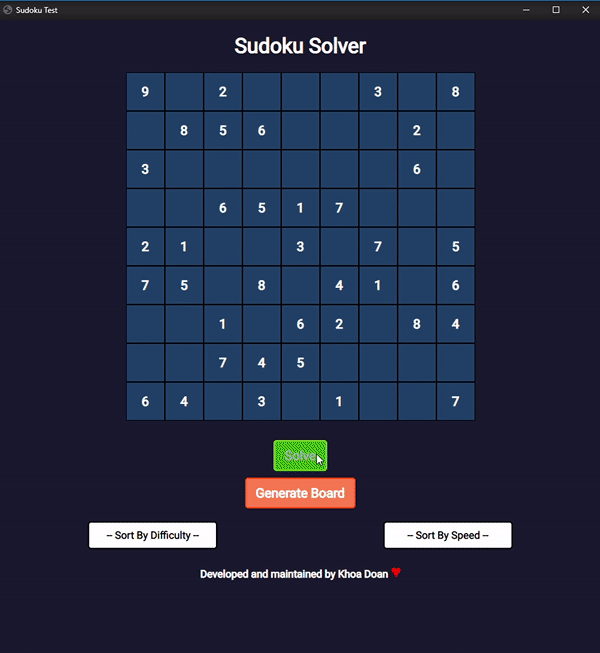 Sudoku Test
Sudoku Solver
9 2 3 8
8 5 6 2
3 6
6 5 1 7
2 1 3 7 5
7 5 8 4 1 6
1 6 2 8 4
7 4 5
6 4 3 1 7
Solve
Generate Board
-- Sort By Difficulty --
-- Sort By Speed --
Developed and maintained by Khoa Doan ♥